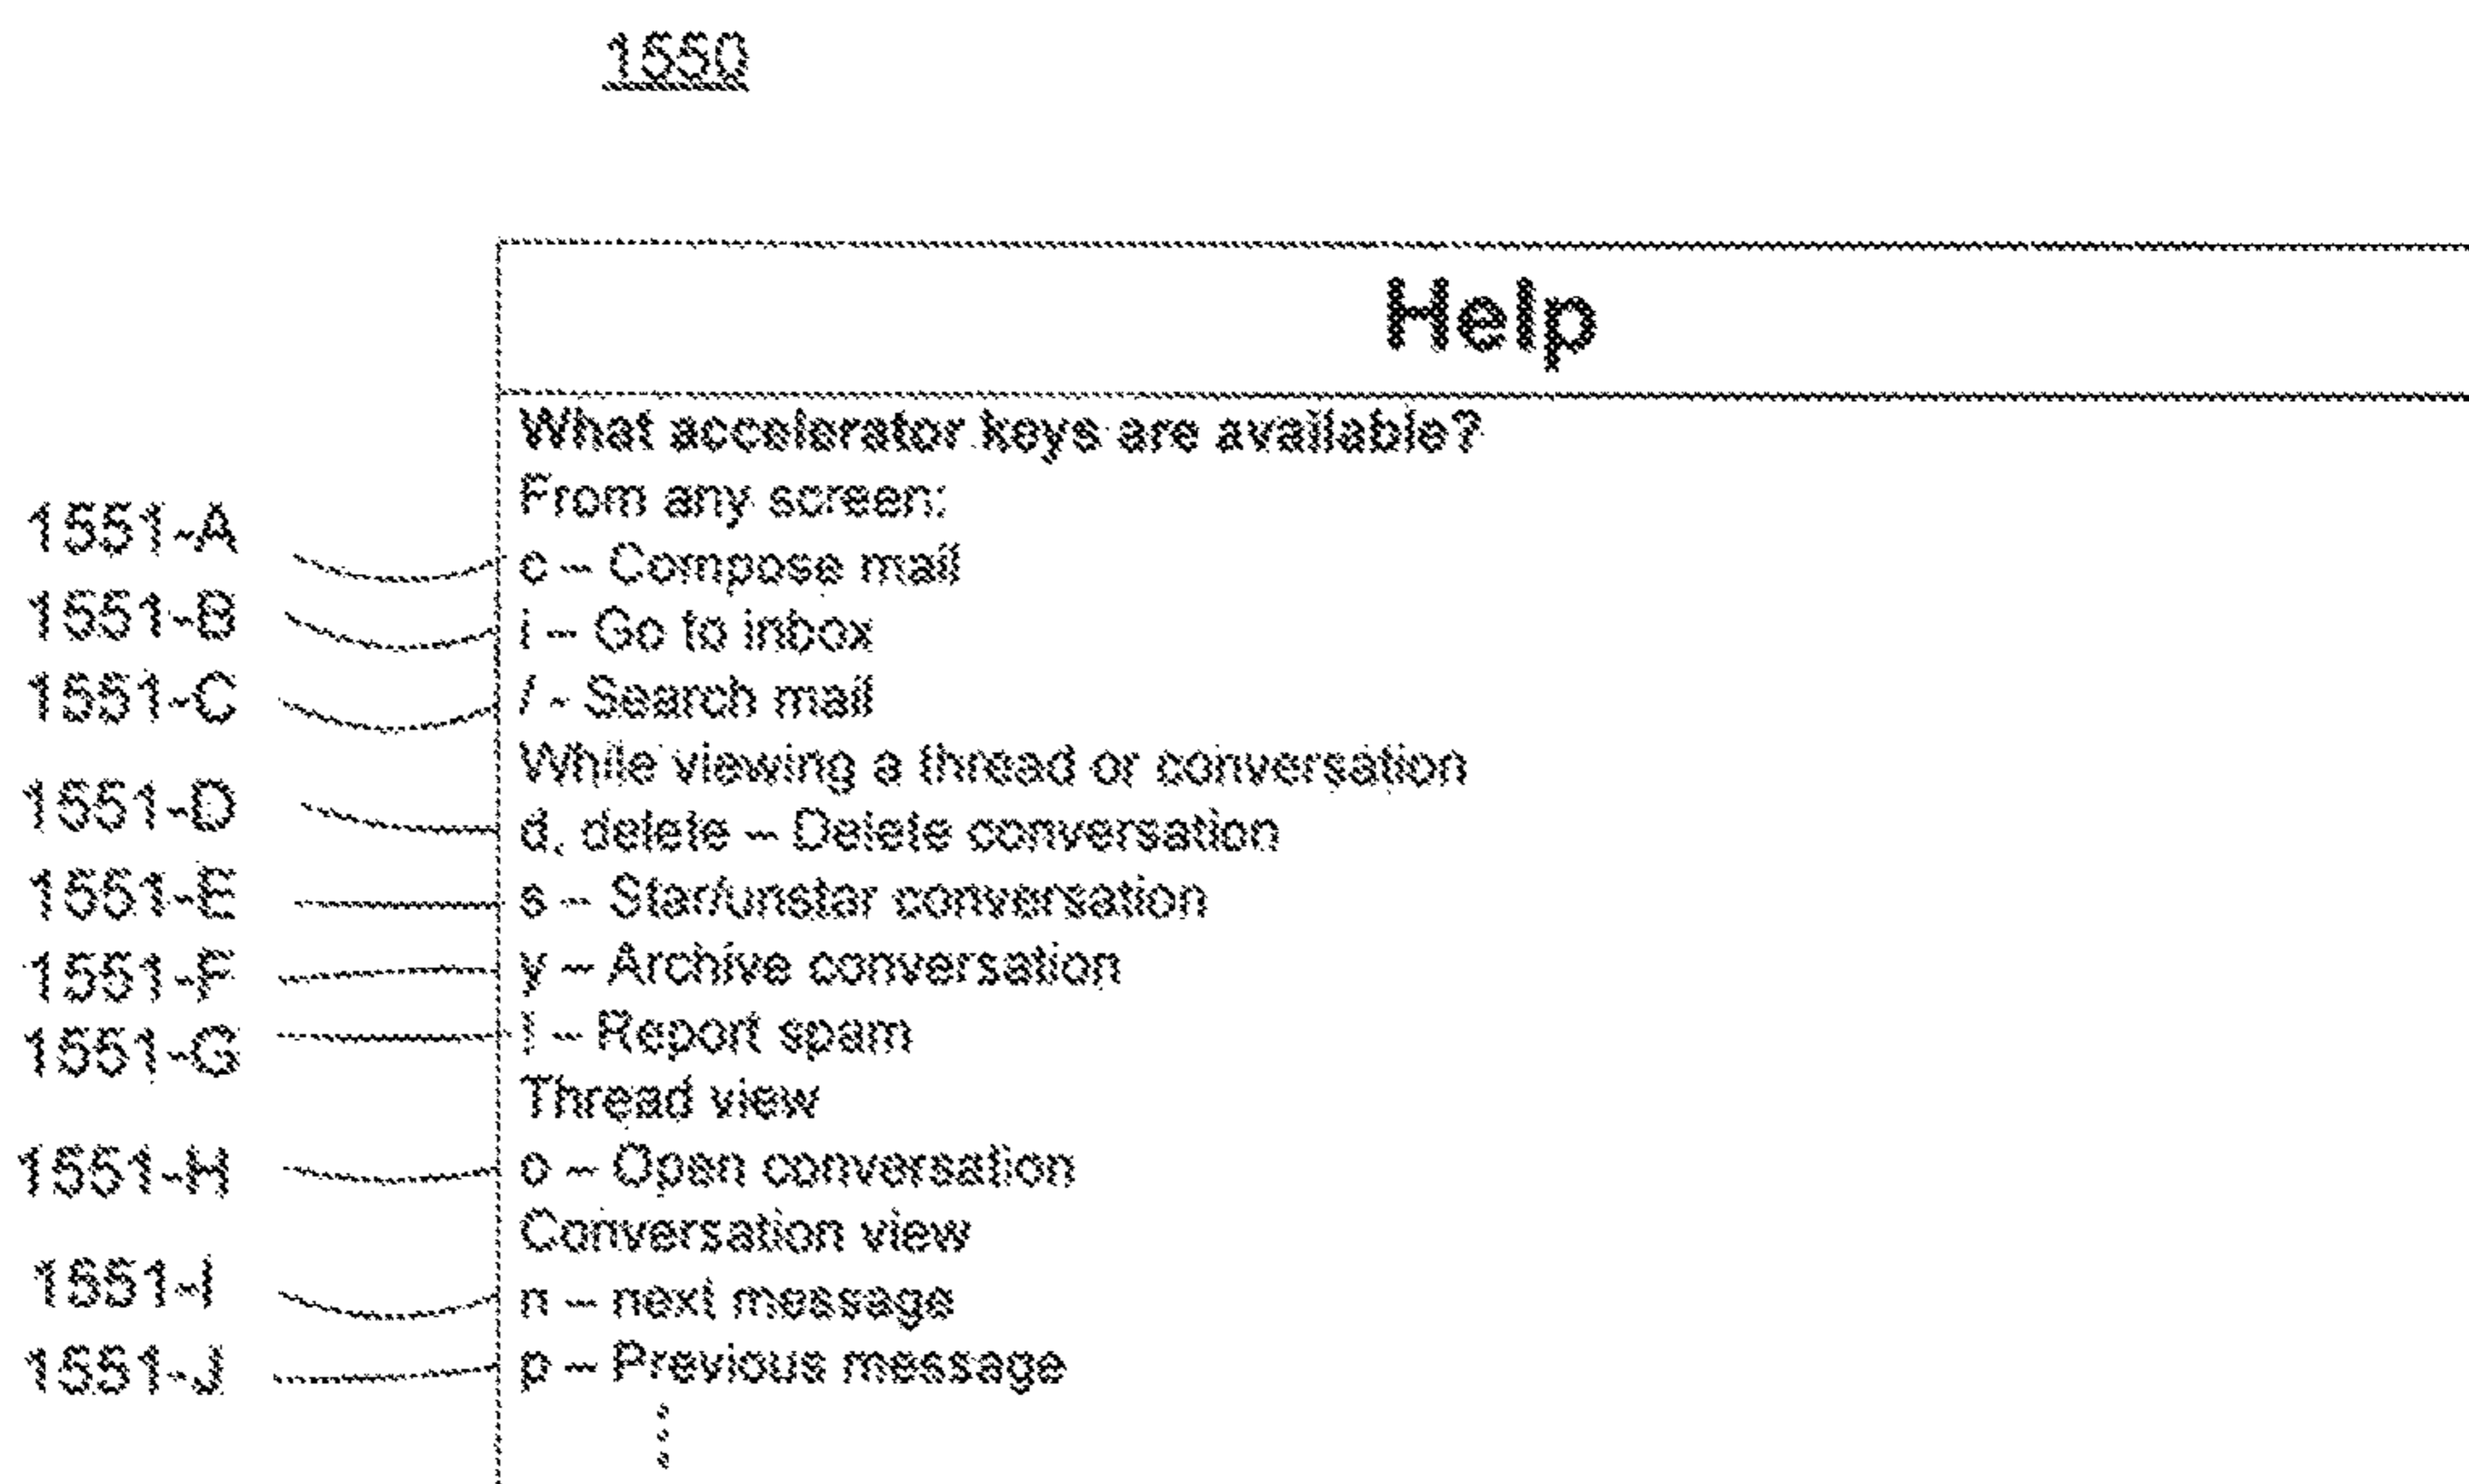 1550
Help
What accelerator keys are available?
From any screen:
1551-A c – Compose mail
1551-B i – Go to inbox
1551-C / - Search mail
While viewing a thread or conversation
1551-D d, delete – Delete conversation
1551-E s – Star/unstar conversation
1551-F y – Archive conversation
1551-G ! – Report spam
Thread view
1551-H o – Open conversation
Conversation view
1551-I n – next message
1551-J p – Previous message